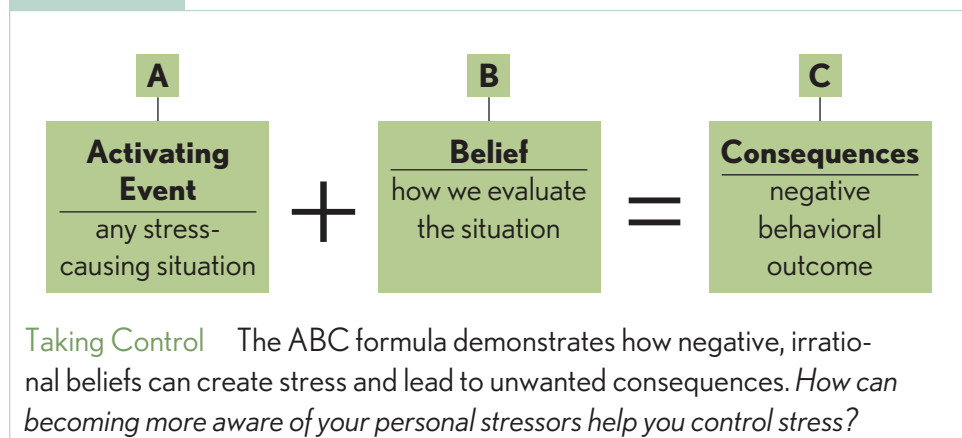 A
B
C
Activating
Event
any stress-
causing situation
+
Belief
how we evaluate
the situation
=
Consequences
negative
behavioral
outcome
Taking Control The ABC formula demonstrates how negative, irratio-
nal beliefs can create stress and lead to unwanted consequences. How can
becoming more aware of your personal stressors help you control stress?